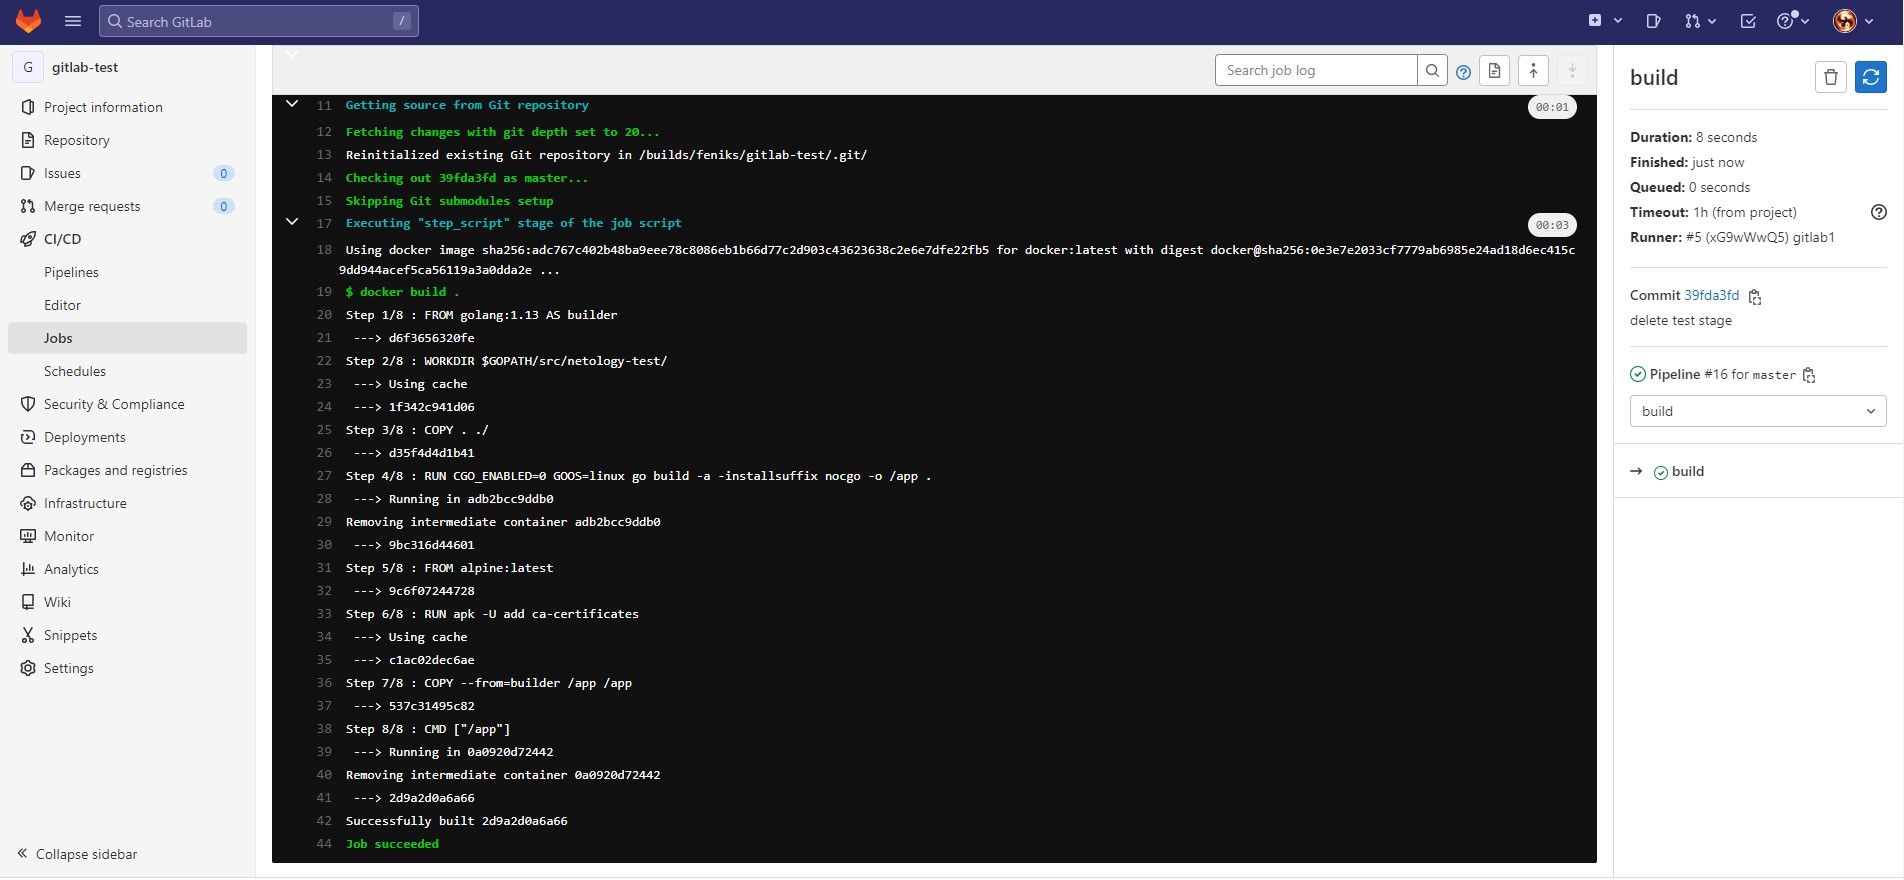 Search GitLab
/
G
gitlab-test
Project information
Repository
Issues
0
Merge requests
0
CI/CD
Pipelines
Editor
Jobs
Schedules
Security & Compliance
Deployments
Packages and registries
Infrastructure
Monitor
Analytics
Wiki
Snippets
Settings
Collapse sidebar
Search job log
11 Getting source from Git repository 00:01
12 Fetching changes with git depth set to 20...
13 Reinitialized existing Git repository in /builds/feniks/gitlab-test/.git/
14 Checking out 39fda3fd as master...
15 Skipping Git submodules setup
17 Executing "step_script" stage of the job script 00:03
18 Using docker image sha256:adc767c402b48ba9eee78c8086eb1b66d77c2d903c43623638c2e6e7dfe22fb5 for docker:latest with digest docker@sha256:0e3e7e2033cf7779ab6985e24ad18d6ec415c
9dd944acef5ca56119a3a0dda2e ...
19 $ docker build .
20 Step 1/8 : FROM golang:1.13 AS builder
21 ---> d6f3656320fe
22 Step 2/8 : WORKDIR $GOPATH/src/netology-test/
23 ---> Using cache
24 ---> 1f342c941d06
25 Step 3/8 : COPY . ./
26 ---> d35f4d4d1b41
27 Step 4/8 : RUN CGO_ENABLED=0 GOOS=linux go build -a -installsuffix nocgo -o /app .
28 ---> Running in adb2bcc9ddb0
29 Removing intermediate container adb2bcc9ddb0
30 ---> 9bc316d44601
31 Step 5/8 : FROM alpine:latest
32 ---> 9c6f07244728
33 Step 6/8 : RUN apk -U add ca-certificates
34 ---> Using cache
35 ---> c1ac02dec6ae
36 Step 7/8 : COPY --from=builder /app /app
37 ---> 537c31495c82
38 Step 8/8 : CMD ["/app"]
39 ---> Running in 0a0920d72442
40 Removing intermediate container 0a0920d72442
41 ---> 2d9a2d0a6a66
42 Successfully built 2d9a2d0a6a66
44 Job succeeded
build
Duration: 8 seconds
Finished: just now
Queued: 0 seconds
Timeout: 1h (from project)
Runner: #5 (xG9wWwQ5) gitlab1
Commit 39fda3fd
delete test stage
Pipeline #16 for master
build
→ build